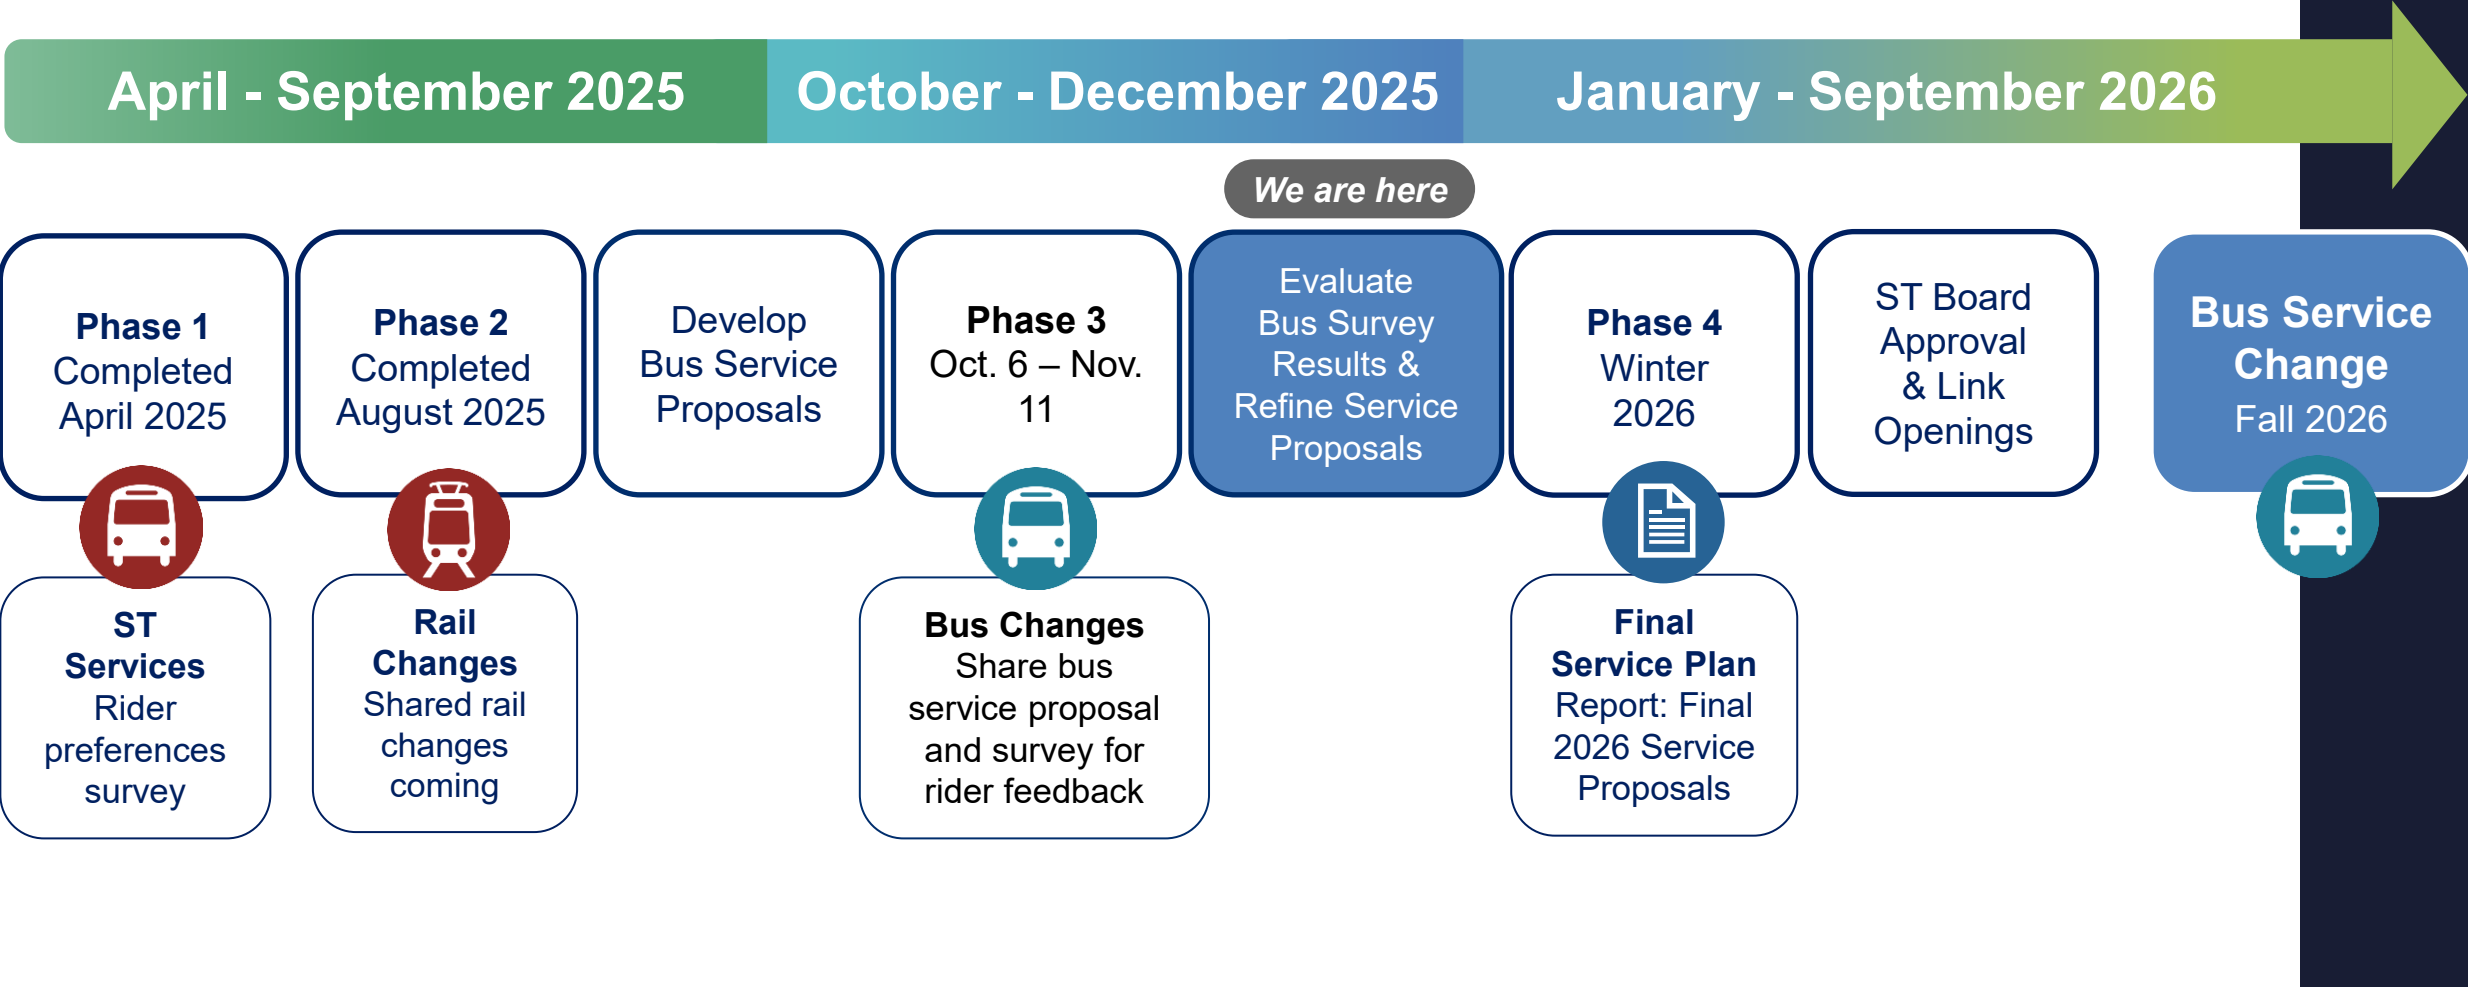 April - September 2025
October - December 2025
January - September 2026
We are here
Phase 1
Completed
April 2025
Phase 2
Completed
August 2025
Develop
Bus Service
Proposals
Phase 3
Oct. 6 – Nov.
11
Evaluate
Bus Survey
Results &
Refine Service
Proposals
Phase 4
Winter
2026
ST Board
Approval
& Link
Openings
Bus Service
Change
Fall 2026
ST
Services
Rider
preferences
survey
Rail
Changes
Shared rail
changes
coming
Bus Changes
Share bus
service proposal
and survey for
rider feedback
Final
Service Plan
Report: Final
2026 Service
Proposals